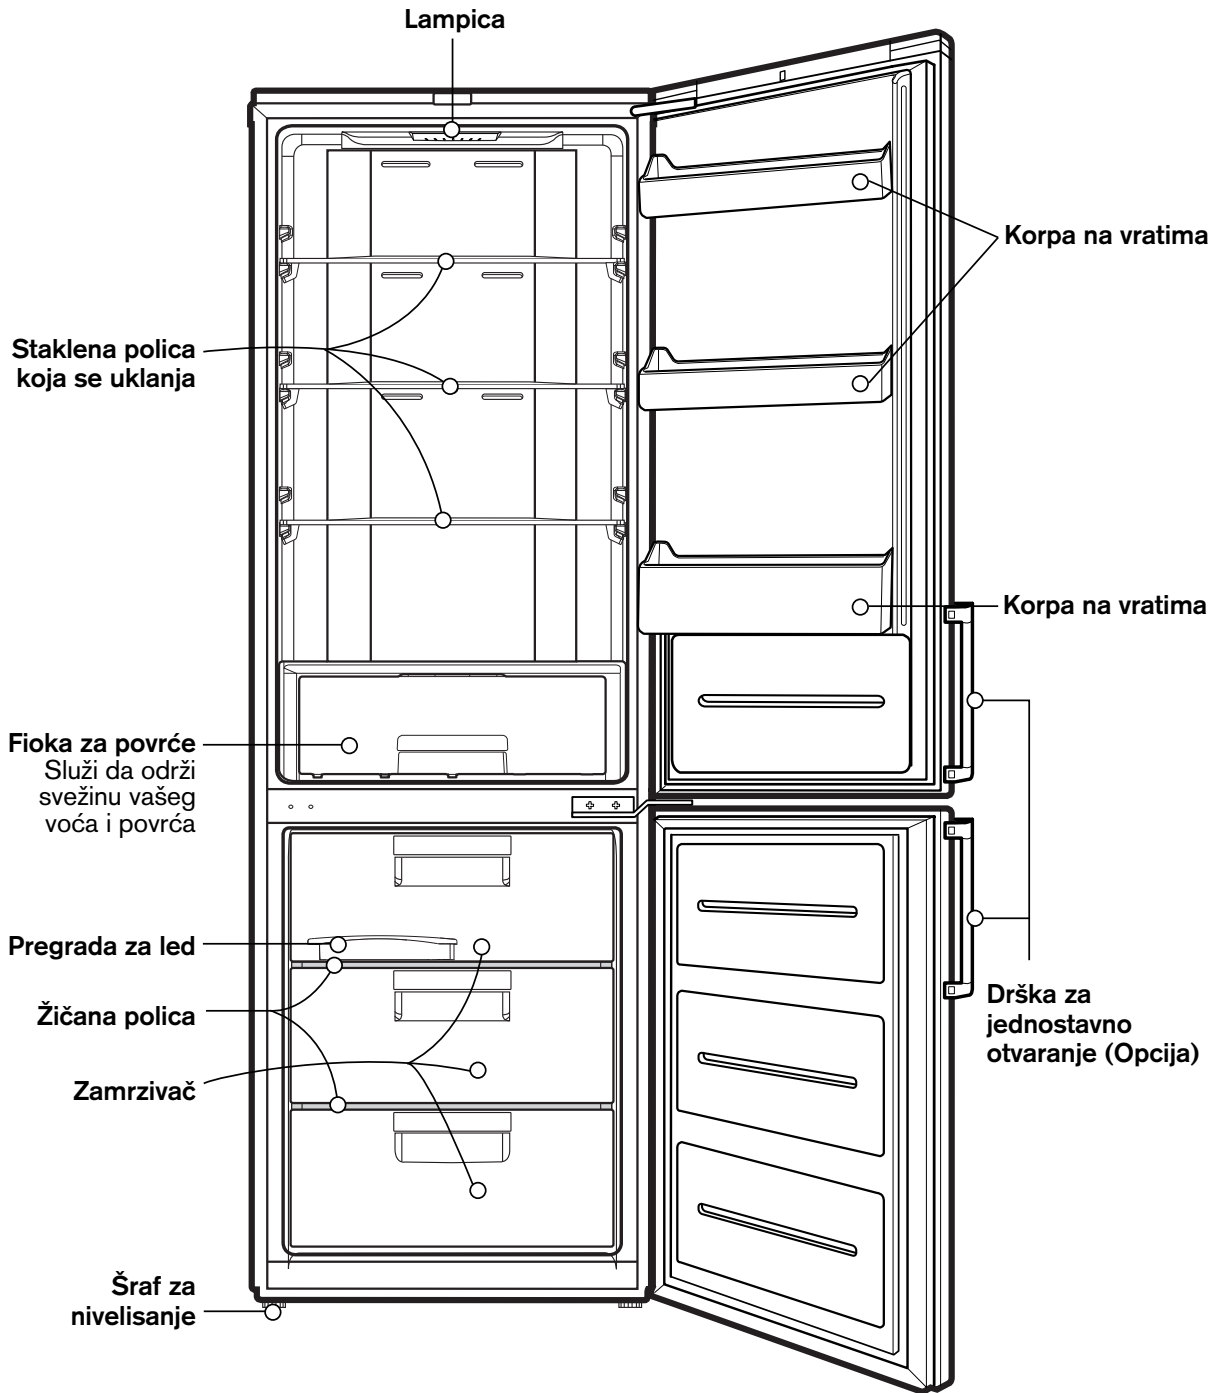 Lampica
Korpa na vratima
Staklena polica
koja se uklanja
Korpa na vratima
Fioka za povrće
Služi da održi
svežinu vašeg
voća i povrća
Pregrada za led
Žičana polica
Drška za
jednostavno
otvaranje (Opcija)
Zamrzivač
Šraf za
nivelisanje